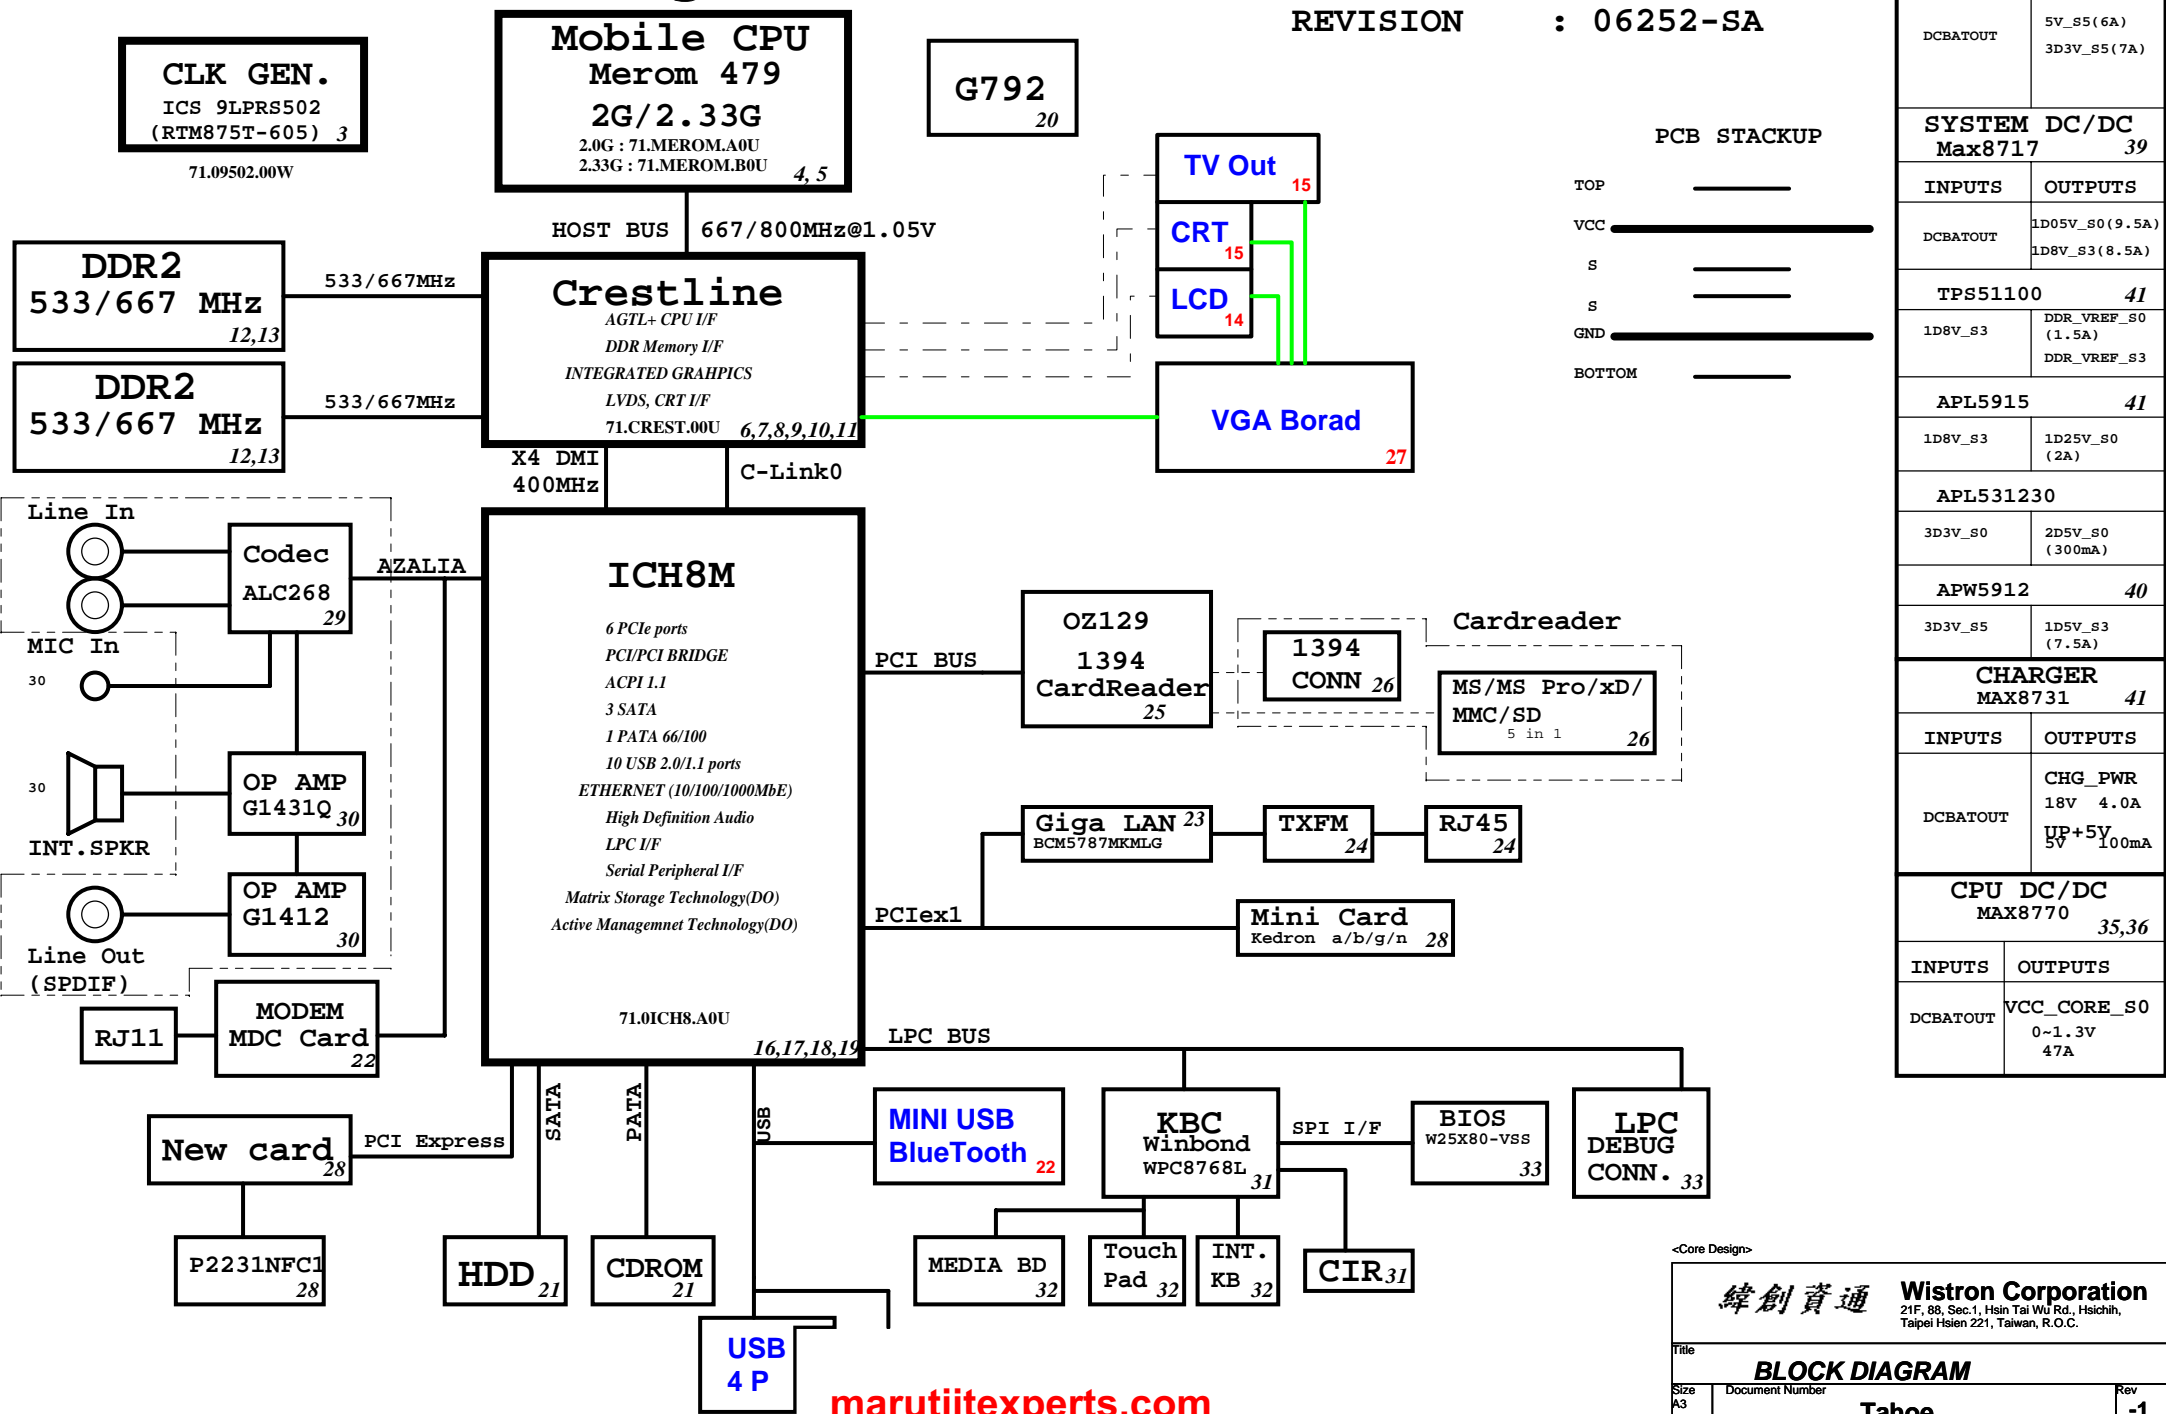 REVISION : 06252-SA
CLK GEN.
ICS 9LPRS502
(RTM875T-605) 3
71.09502.00W
Mobile CPU
Merom 479
2G/2.33G
2.0G : 71.MEROM.A0U
2.33G : 71.MEROM.B0U
4, 5
G792
20
HOST BUS
667/800MHz@1.05V
DDR2
533/667 MHz
12,13
533/667MHz
DDR2
533/667 MHz
12,13
533/667MHz
Crestline
AGTL+ CPU I/F
DDR Memory I/F
INTEGRATED GRAHPICS
LVDS, CRT I/F
71.CREST.00U
6,7,8,9,10,11
TV Out
15
CRT
15
LCD
14
VGA Borad
27
PCB STACKUP
TOP
VCC
S
S
GND
BOTTOM
X4 DMI
400MHz
C-Link0
Line In
Codec
ALC268
29
AZALIA
MIC In
30
30
INT.SPKR
OP AMP
G1431Q 30
OP AMP
G1412
30
Line Out
(SPDIF)
RJ11
MODEM
MDC Card
22
ICH8M
6 PCIe ports
PCI/PCI BRIDGE
ACPI 1.1
3 SATA
1 PATA 66/100
10 USB 2.0/1.1 ports
ETHERNET (10/100/1000MbE)
High Definition Audio
LPC I/F
Serial Peripheral I/F
Matrix Storage Technology(DO)
Active Managemnet Technology(DO)
71.0ICH8.A0U
16,17,18,19
PCI BUS
OZ129
1394
CardReader
25
1394
CONN 26
Cardreader
MS/MS Pro/xD/
MMC/SD
5 in 1
26
Giga LAN 23
BCM5787MKMLG
TXFM
24
RJ45
24
PCIex1
Mini Card
Kedron a/b/g/n 28
LPC BUS
New card
28
PCI Express
P2231NFC1
28
SATA
PATA
USB
HDD
21
CDROM
21
MINI USB
BlueTooth
22
USB
4 P
KBC
Winbond
WPC8768L
31
SPI I/F
BIOS
W25X80-VSS
33
LPC
DEBUG
CONN. 33
MEDIA BD
32
Touch
Pad 32
INT.
KB 32
CIR 31
DCBATOUT
5V_S5(6A)
3D3V_S5(7A)
SYSTEM DC/DC
Max8717 39
INPUTS OUTPUTS
DCBATOUT
1D05V_S0(9.5A)
1D8V_S3(8.5A)
TPS51100 41
1D8V_S3
DDR_VREF_S0
(1.5A)
DDR_VREF_S3
APL5915 41
1D8V_S3
1D25V_S0
(2A)
APL531230
3D3V_S0
2D5V_S0
(300mA)
APW5912 40
3D3V_S5
1D5V_S3
(7.5A)
CHARGER
MAX8731 41
INPUTS OUTPUTS
DCBATOUT
CHG_PWR
18V 4.0A
UP+5V
5V 100mA
CPU DC/DC
MAX8770
35,36
INPUTS OUTPUTS
DCBATOUT
VCC_CORE_S0
0~1.3V
47A
<Core Design>
緯創資通
Wistron Corporation
21F, 88, Sec.1, Hsin Tai Wu Rd., Hsichih,
Taipei Hsien 221, Taiwan, R.O.C.
Title
BLOCK DIAGRAM
Size
A3
Document Number
Tahoe
Rev
-1
marutiitexperts.com